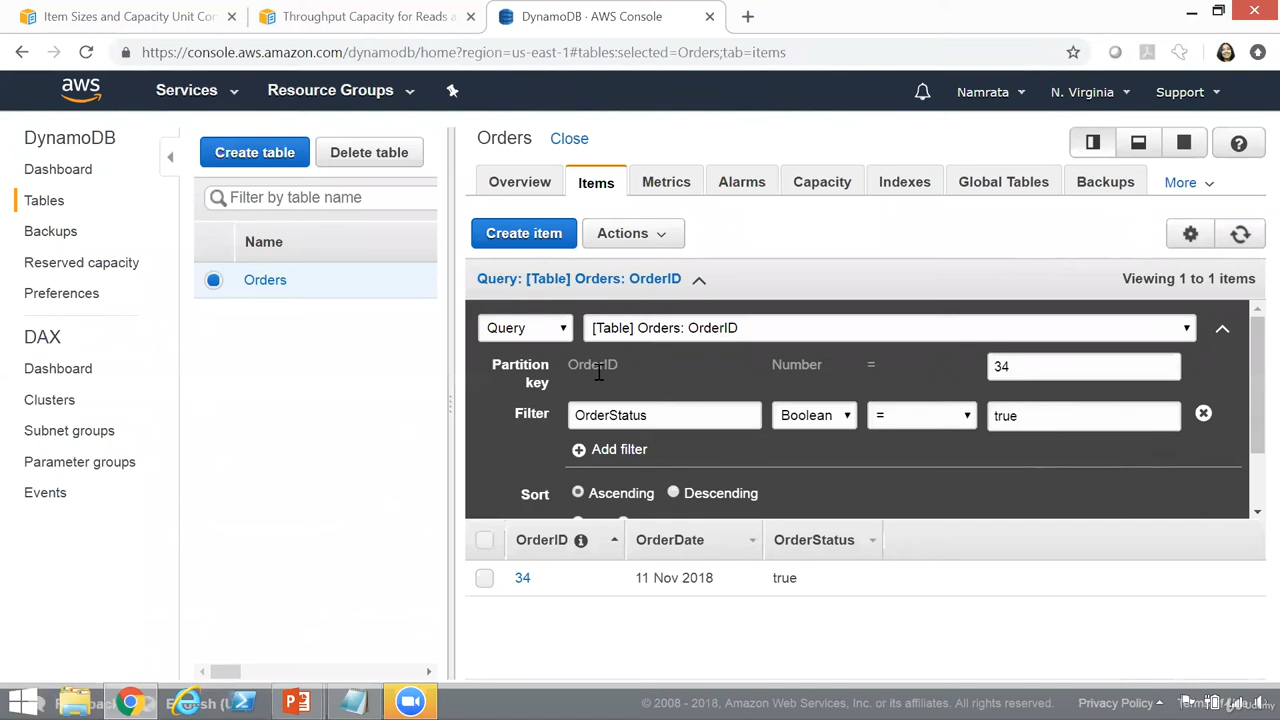 Item Sizes and Capacity Unit Con
Throughput Capacity for Reads a
DynamoDB · AWS Console
https://console.aws.amazon.com/dynamodb/home?region=us-east-1#tables:selected=Orders;tab=items
aws
Services
Resource Groups
Namrata
N. Virginia
Support
DynamoDB
Dashboard
Tables
Backups
Reserved capacity
Preferences
DAX
Dashboard
Clusters
Subnet groups
Parameter groups
Events
Create table
Delete table
Filter by table name
Name
Orders
Orders Close
Overview Items Metrics Alarms Capacity Indexes Global Tables Backups More
Create item Actions
Query: [Table] Orders: OrderID Viewing 1 to 1 items
Query [Table] Orders: OrderID
Partition key OrderID Number = 34
Filter OrderStatus Boolean = true
Add filter
Sort Ascending Descending
OrderID OrderDate OrderStatus
34 11 Nov 2018 true
© 2008 - 2018, Amazon Web Services, Inc. or its affiliates. All rights reserved. Privacy Policy